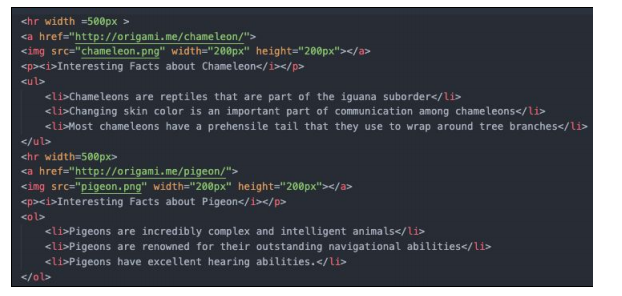 <hr width =500px >
<a href="http://origami.me/chameleon/">
<img src="chameleon.png" width="200px" height="200px"></a>
<p><i>Interesting Facts about Chameleon</i></p>
<ul>
    <li>Chameleons are reptiles that are part of the iguana suborder</li>
    <li>Changing skin color is an important part of communication among chameleons</li>
    <li>Most chameleons have a prehensile tail that they use to wrap around tree branches</li>
</ul>
<hr width=500px>
<a href="http://origami.me/pigeon/">
<img src="pigeon.png" width="200px" height="200px"></a>
<p><i>Interesting Facts about Pigeon</i></p>
<ol>
    <li>Pigeons are incredibly complex and intelligent animals</li>
    <li>Pigeons are renowned for their outstanding navigational abilities</li>
    <li>Pigeons have excellent hearing abilities.</li>
</ol>